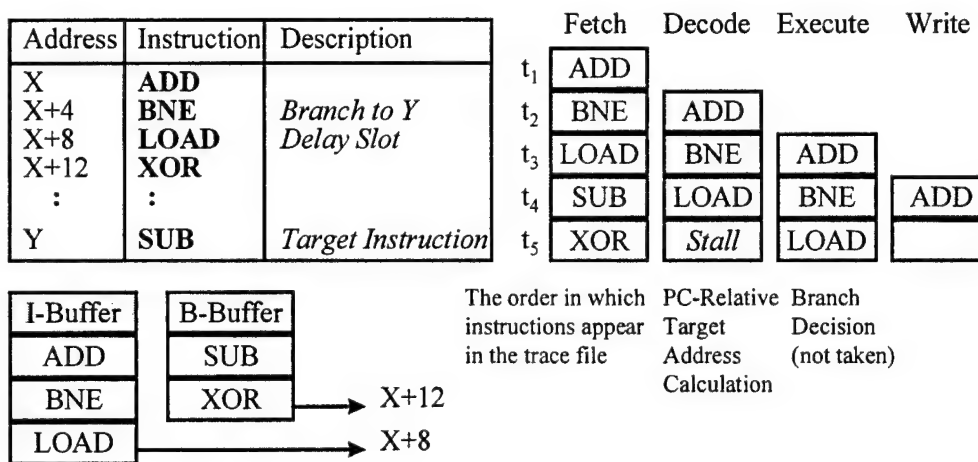 Address Instruction Description
X ADD
X+4 BNE Branch to Y
X+8 LOAD Delay Slot
X+12 XOR
: :
Y SUB Target Instruction
Fetch Decode Execute Write
t1 ADD
t2 BNE ADD
t3 LOAD BNE ADD
t4 SUB LOAD BNE ADD
t5 XOR Stall LOAD
The order in which
instructions appear
in the trace file
PC-Relative
Target
Address
Calculation
Branch
Decision
(not taken)
I-Buffer
ADD
BNE
LOAD
B-Buffer
SUB
XOR
X+12
X+8